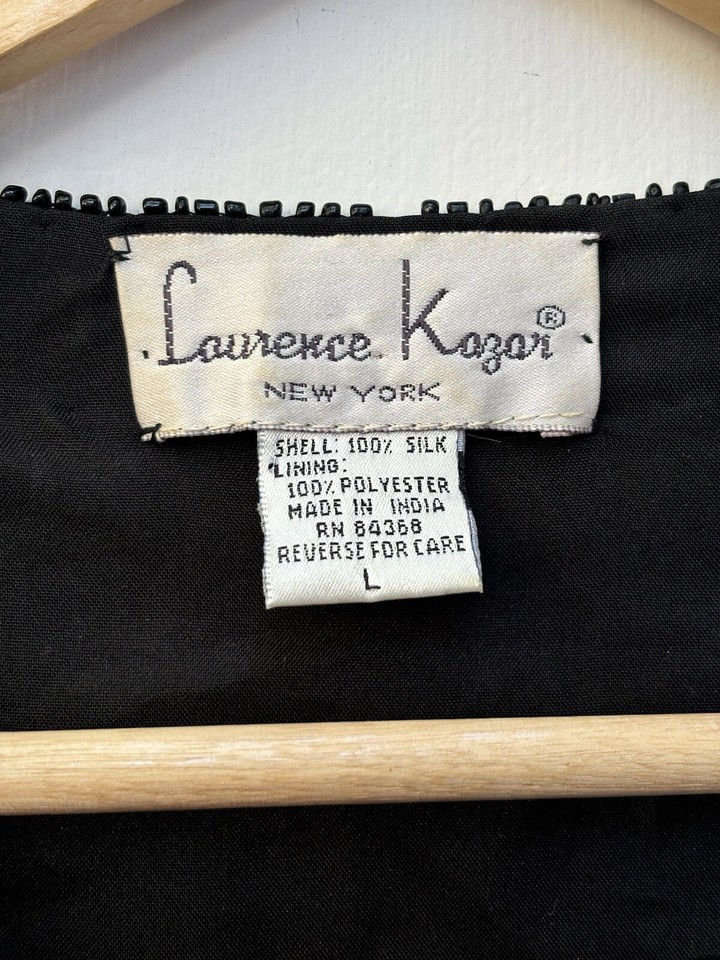 Laurence Kazar®
NEW YORK
SHELL: 100% SILK
LINING:
100% POLYESTER
MADE IN INDIA
RN 84368
REVERSE FOR CARE
L